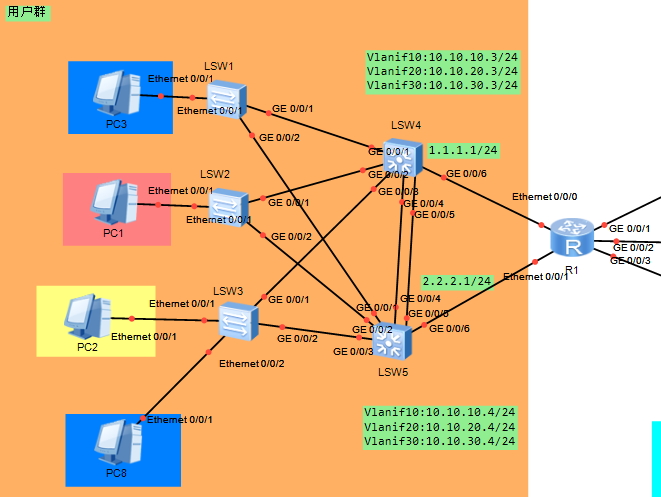 用户群
LSW1
Vlanif10:10.10.10.3/24
Vlanif20:10.10.20.3/24
Vlanif30:10.10.30.3/24
Ethernet 0/0/1
Ethernet 0/0/1
GE 0/0/1
PC3
GE 0/0/2
LSW4
GE 0/0/1
1.1.1.1/24
LSW2
GE 0/0/2
GE 0/0/6
Ethernet 0/0/1
GE 0/0/1
GE 0/0/3
Ethernet 0/0/0
GE 0/0/4
GE 0/0/5
Ethernet 0/0/1
PC1
GE 0/0/2
GE 0/0/1
GE 0/0/2
GE 0/0/3
R1
LSW3
2.2.2.1/24
Ethernet 0/0/1
Ethernet 0/0/1
GE 0/0/1
GE 0/0/4
GE 0/0/1
GE 0/0/5
Ethernet 0/0/1
GE 0/0/2
GE 0/0/2
GE 0/0/6
PC2
GE 0/0/3
Ethernet 0/0/2
LSW5
Ethernet 0/0/1
Vlanif10:10.10.10.4/24
Vlanif20:10.10.20.4/24
Vlanif30:10.10.30.4/24
PC8